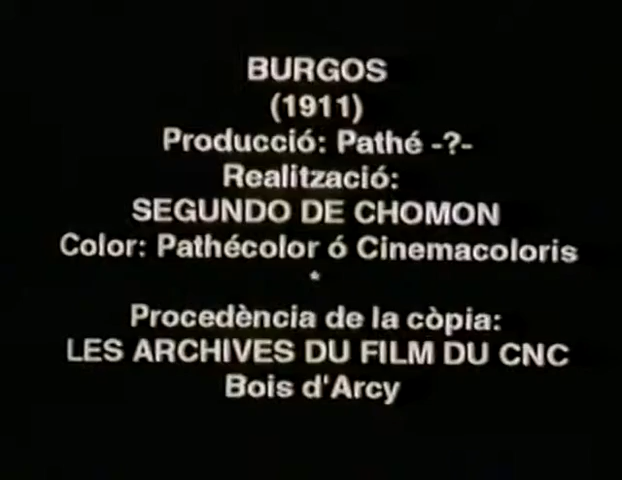 BURGOS
(1911)
Producció: Pathé -?-
Realització:
SEGUNDO DE CHOMON
Color: Pathécolor ó Cinemacoloris
*
Procedència de la còpia:
LES ARCHIVES DU FILM DU CNC
Bois d'Arcy